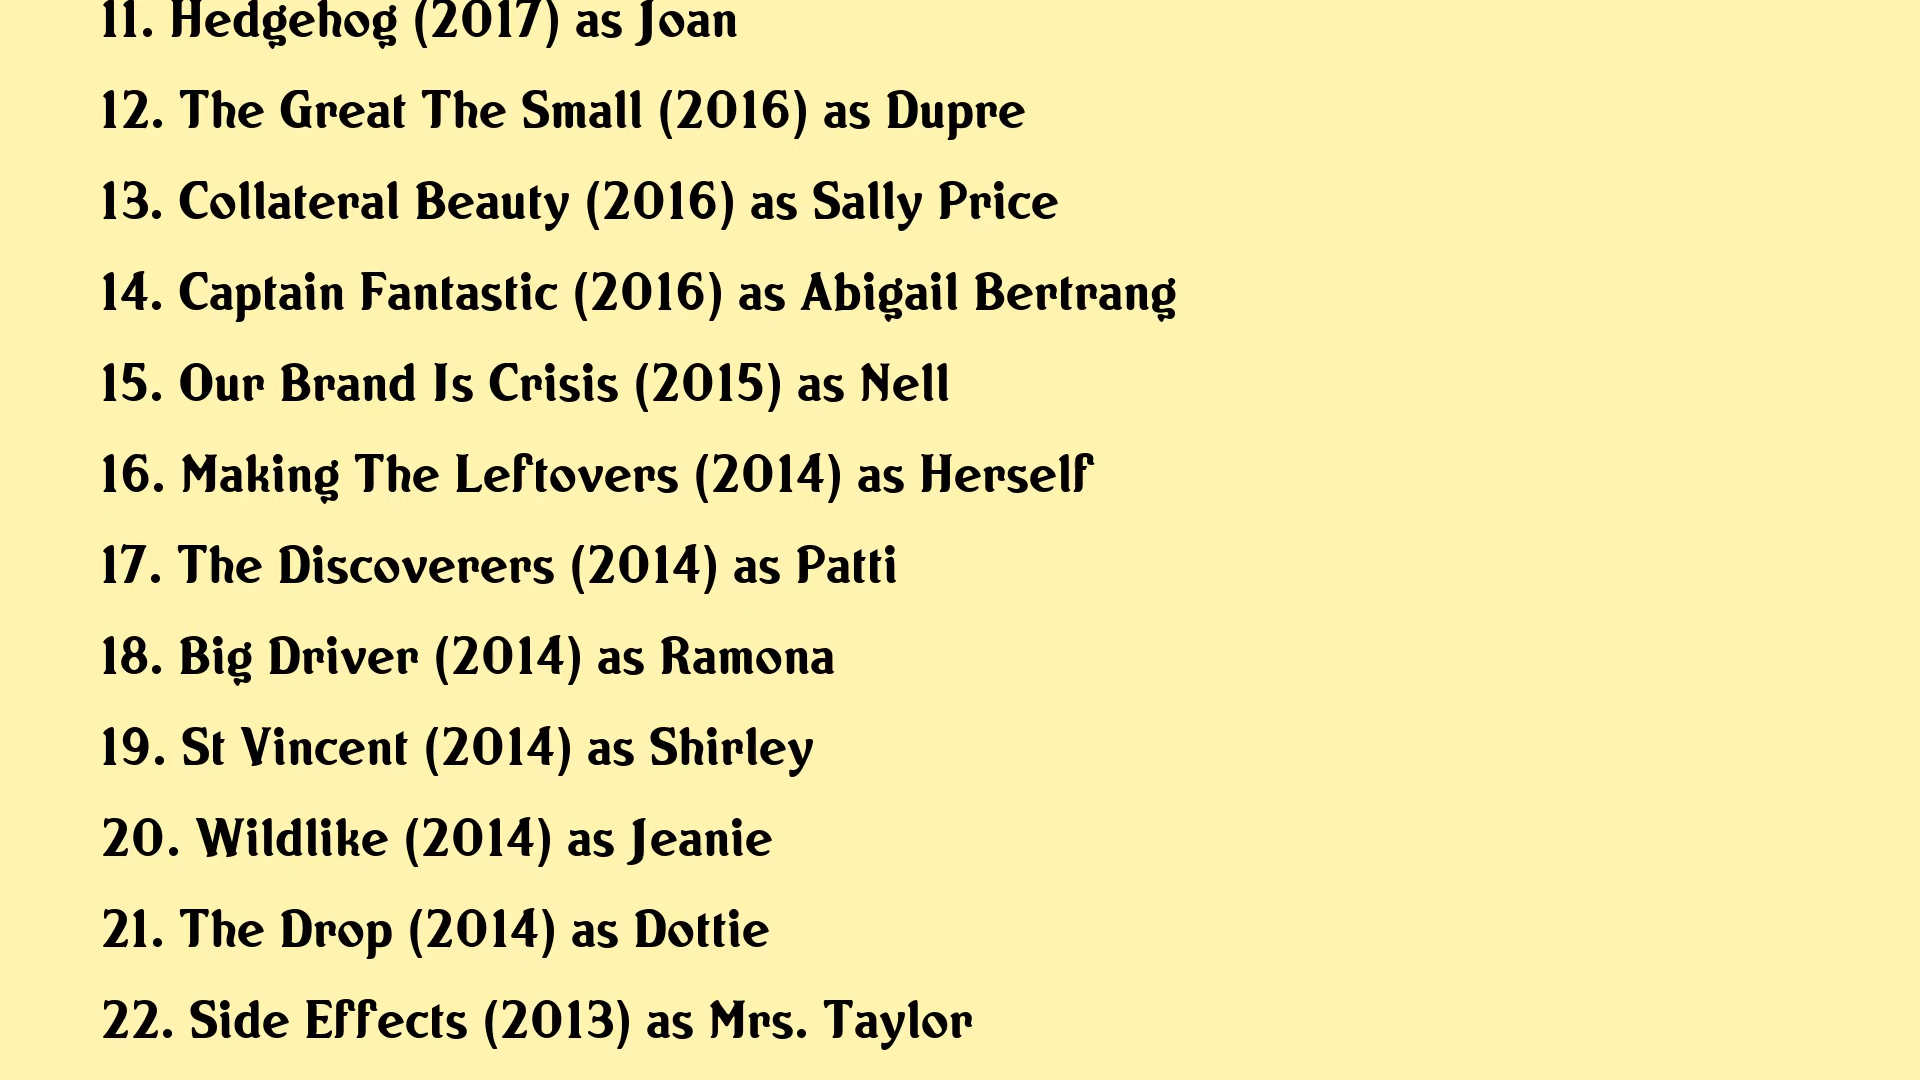 11. Hedgehog (2017) as Joan
12. The Great The Small (2016) as Dupre
13. Collateral Beauty (2016) as Sally Price
14. Captain Fantastic (2016) as Abigail Bertrang
15. Our Brand Is Crisis (2015) as Nell
16. Making The Leftovers (2014) as Herself
17. The Discoverers (2014) as Patti
18. Big Driver (2014) as Ramona
19. St Vincent (2014) as Shirley
20. Wildlike (2014) as Jeanie
21. The Drop (2014) as Dottie
22. Side Effects (2013) as Mrs. Taylor